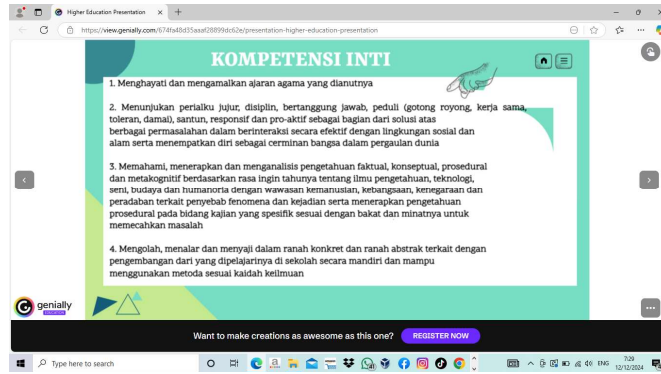 Higher Education Presentation
https://view.genially.com/674fa48d35aaaf28899dc62e/presentation-higher-education-presentation
KOMPETENSI INTI
1. Menghayati dan mengamalkan ajaran agama yang dianutnya
2. Menunjukan perialku jujur, disiplin, bertanggung jawab, peduli (gotong royong, kerja sama,
toleran, damai), santun, responsif dan pro-aktif sebagai bagian dari solusi atas
berbagai permasalahan dalam berinteraksi secara efektif dengan lingkungan sosial dan
alam serta menempatkan diri sebagai cerminan bangsa dalam pergaulan dunia
3. Memahami, menerapkan dan menganalisis pengetahuan faktual, konseptual, prosedural
dan metakognitif berdasarkan rasa ingin tahunya tentang ilmu pengetahuan, teknologi,
seni, budaya dan humanoria dengan wawasan kemanusian, kebangsaan, kenegaraan dan
peradaban terkait penyebab fenomena dan kejadian serta menerapkan pengetahuan
prosedural pada bidang kajian yang spesifik sesuai dengan bakat dan minatnya untuk
memecahkan masalah
4. Mengolah, menalar dan menyaji dalam ranah konkret dan ranah abstrak terkait dengan
pengembangan dari yang dipelajarinya di sekolah secara mandiri dan mampu
menggunakan metoda sesuai kaidah keilmuan
genially
Want to make creations as awesome as this one?
REGISTER NOW
Type here to search
ENG
7:29
12/12/2024